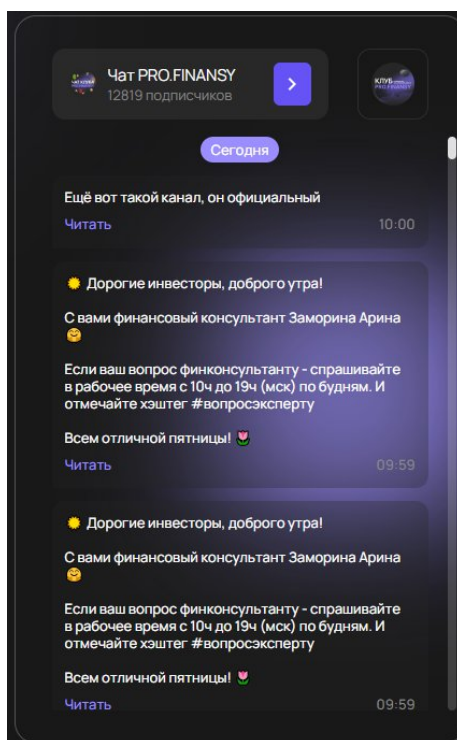 Чат PRO.FINANSY
12819 подписчиков
КЛУБ
PRO.FINANSY
Сегодня
Ещё вот такой канал, он официальный
Читать 10:00
Дорогие инвесторы, доброго утра!
С вами финансовый консультант Заморина Арина
🤗
Если ваш вопрос финконсультанту - спрашивайте
в рабочее время с 10ч до 19ч (мск) по будням. И
отмечайте хэштег #вопросэксперту
Всем отличной пятницы! 🌷
Читать 09:59
Дорогие инвесторы, доброго утра!
С вами финансовый консультант Заморина Арина
🤗
Если ваш вопрос финконсультанту - спрашивайте
в рабочее время с 10ч до 19ч (мск) по будням. И
отмечайте хэштег #вопросэксперту
Всем отличной пятницы! 🌷
Читать 09:59